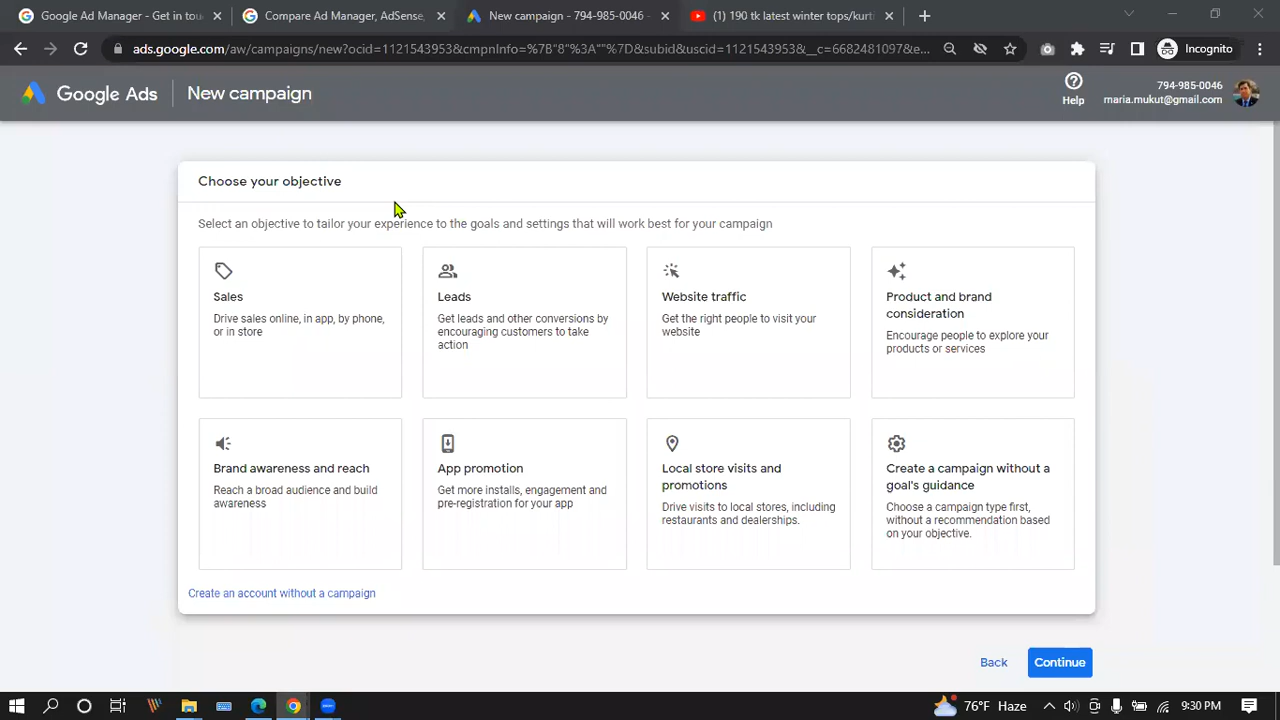 Google Ad Manager - Get in touc
Compare Ad Manager, AdSense,
New campaign - 794-985-0046 -
(1) 190 tk latest winter tops/kurt
ads.google.com/aw/campaigns/new?ocid=1121543953&cmpnInfo=%7B"8"%3A""%7D&subid&uscid=1121543953&__c=6682481097&e...
Incognito
Google Ads
New campaign
Help
794-985-0046
maria.mukut@gmail.com
Choose your objective
Select an objective to tailor your experience to the goals and settings that will work best for your campaign
Sales
Drive sales online, in app, by phone,
or in store
Leads
Get leads and other conversions by
encouraging customers to take
action
Website traffic
Get the right people to visit your
website
Product and brand
consideration
Encourage people to explore your
products or services
Brand awareness and reach
Reach a broad audience and build
awareness
App promotion
Get more installs, engagement and
pre-registration for your app
Local store visits and
promotions
Drive visits to local stores, including
restaurants and dealerships.
Create a campaign without a
goal's guidance
Choose a campaign type first,
without a recommendation based
on your objective.
Create an account without a campaign
Back
Continue
76°F Haze
9:30 PM